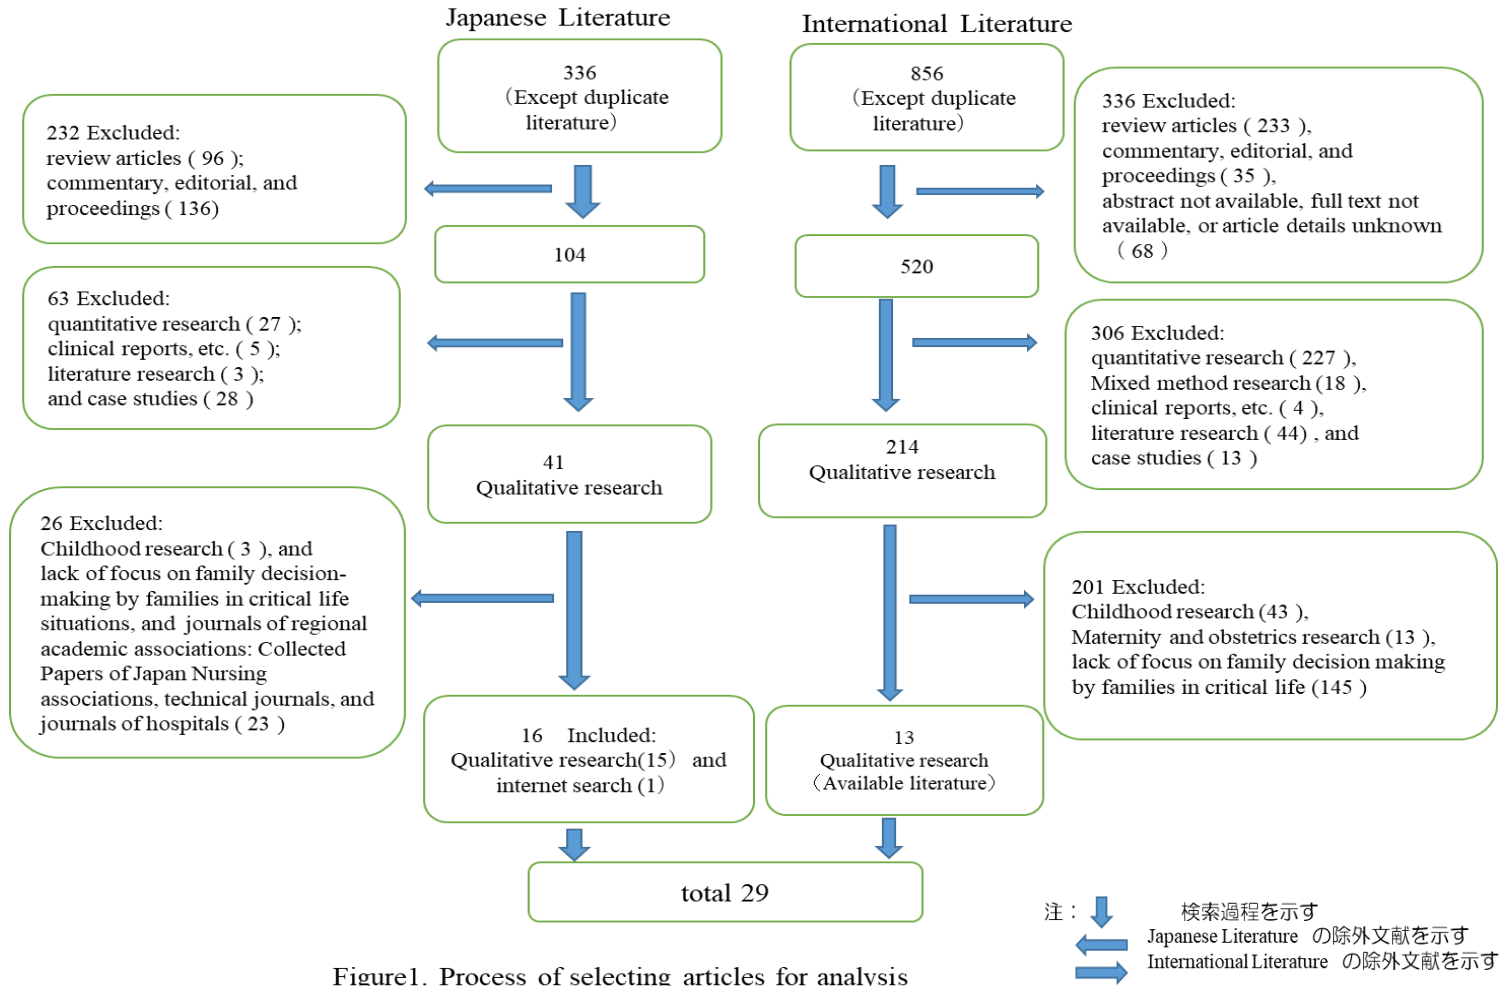 Japanese Literature
336
（Except duplicate
literature）
232 Excluded:
review articles ( 96 );
commentary, editorial, and
proceedings ( 136)
104
63 Excluded:
quantitative research ( 27 );
clinical reports, etc. ( 5 );
literature research ( 3 );
and case studies ( 28 )
41
Qualitative research
26 Excluded:
Childhood research ( 3 ), and
lack of focus on family decision-
making by families in critical life
situations, and journals of regional
academic associations: Collected
Papers of Japan Nursing
associations, technical journals, and
journals of hospitals ( 23 )
16 Included:
Qualitative research(15） and
internet search (1）
International Literature
856
（Except duplicate
literature）
336 Excluded:
review articles ( 233 ),
commentary, editorial, and
proceedings ( 35 ),
abstract not available, full text not
available, or article details unknown
（ 68 ）
520
306 Excluded:
quantitative research ( 227 ),
Mixed method research (18 ),
clinical reports, etc. ( 4 ),
literature research ( 44) , and
case studies ( 13 )
214
Qualitative research
201 Excluded:
Childhood research (43 ),
Maternity and obstetrics research (13 ),
lack of focus on family decision making
by families in critical life (145 )
13
Qualitative research
（Available literature）
total 29
注： 検索過程を示す
Japanese Literature の除外文献を示す
International Literature の除外文献を示す
Figure1. Process of selecting articles for analysis